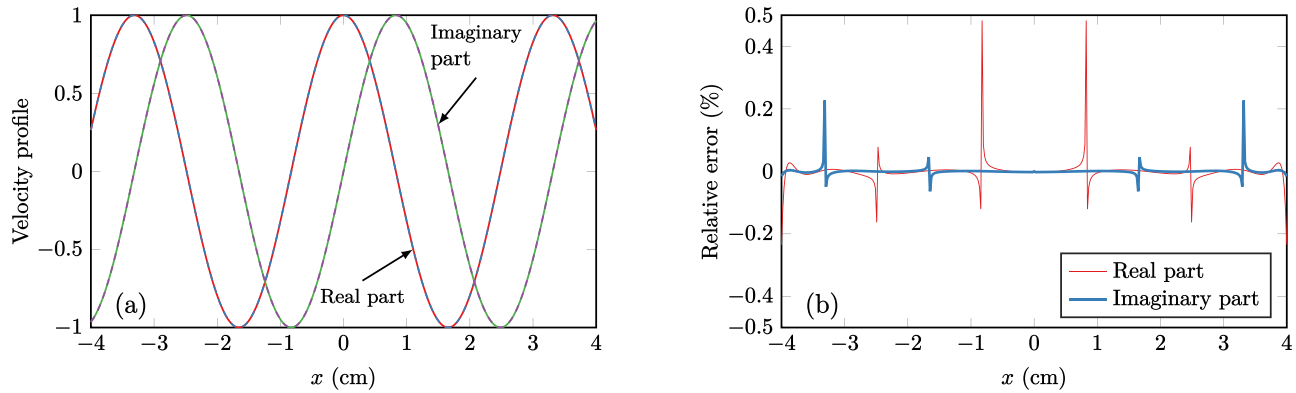 Velocity profile
1
0.5
0
−0.5
−1
Imaginary
part
Real part
(a)
−4 −3 −2 −1 0 1 2 3 4
x (cm)
Relative error (%)
0.5
0.4
0.2
0
−0.2
−0.4
−0.5
Real part
Imaginary part
(b)
−4 −3 −2 −1 0 1 2 3 4
x (cm)